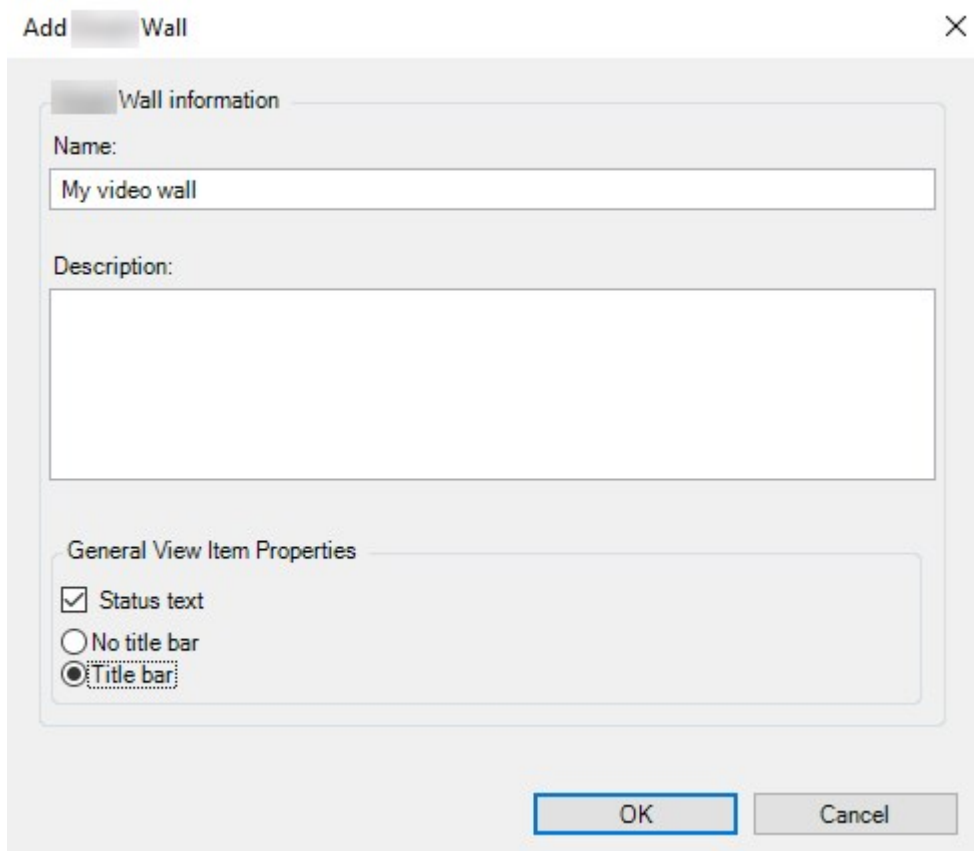 Add Wall
Wall information
Name:
My video wall
Description:
General View Item Properties
Status text
No title bar
Title bar
OK
Cancel